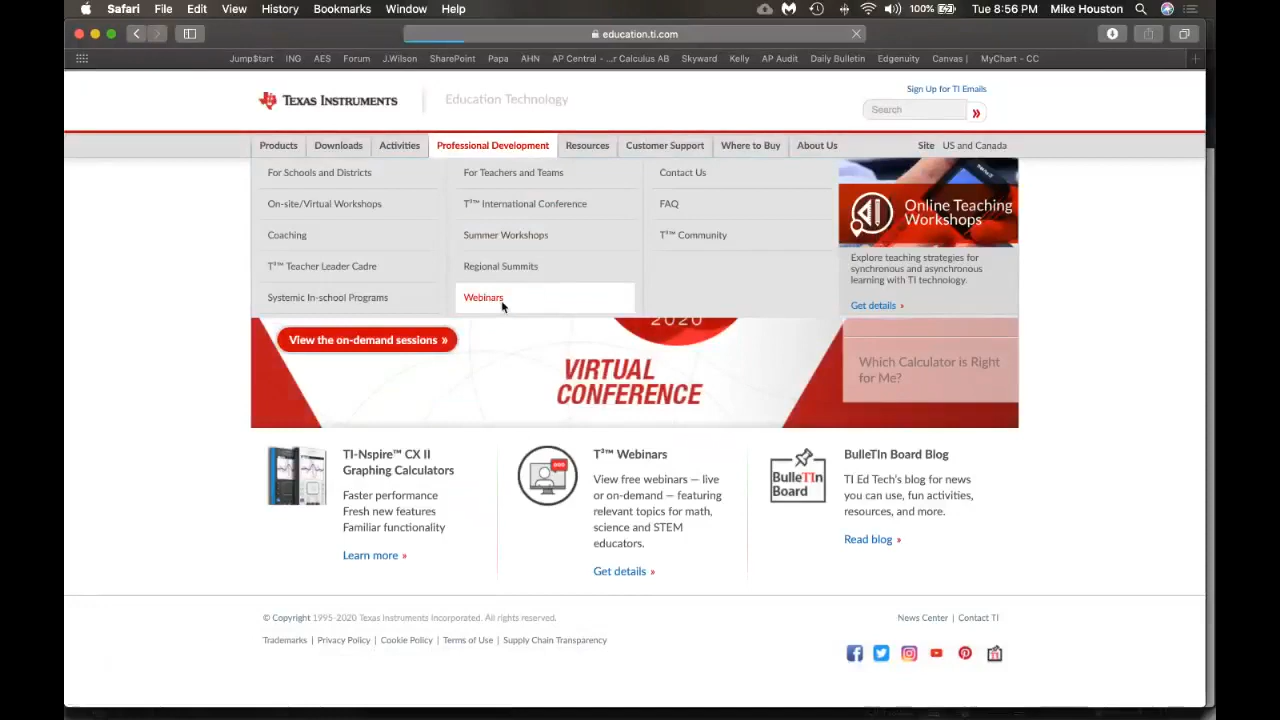 Safari File Edit View History Bookmarks Window Help 100% Tue 8:56 PM Mike Houston
education.ti.com
Jump$tart ING AES Forum J.Wilson SharePoint Papa AHN AP Central - ...r Calculus AB Skyward Kelly AP Audit Daily Bulletin Edgenuity Canvas | MyChart - CC
Sign Up for TI Emails
TEXAS INSTRUMENTS Education Technology
Search »
Products Downloads Activities Professional Development Resources Customer Support Where to Buy About Us Site US and Canada
For Schools and Districts For Teachers and Teams Contact Us
On-site/Virtual Workshops T³™ International Conference FAQ
Coaching Summer Workshops T³™ Community
T³™ Teacher Leader Cadre Regional Summits
Systemic In-school Programs Webinars
Online Teaching
Workshops
Explore teaching strategies for
synchronous and asynchronous
learning with TI technology.
Get details »
View the on-demand sessions »
2020
VIRTUAL
CONFERENCE
Which Calculator is Right
for Me?
TI-Nspire™ CX II
Graphing Calculators
Faster performance
Fresh new features
Familiar functionality
Learn more »
T³™ Webinars
View free webinars — live
or on-demand — featuring
relevant topics for math,
science and STEM
educators.
Get details »
BulleTIn
Board
BulleTIn Board Blog
TI Ed Tech's blog for news
you can use, fun activities,
resources, and more.
Read blog »
© Copyright 1995-2020 Texas Instruments Incorporated. All rights reserved. News Center | Contact TI
Trademarks | Privacy Policy | Cookie Policy | Terms of Use | Supply Chain Transparency